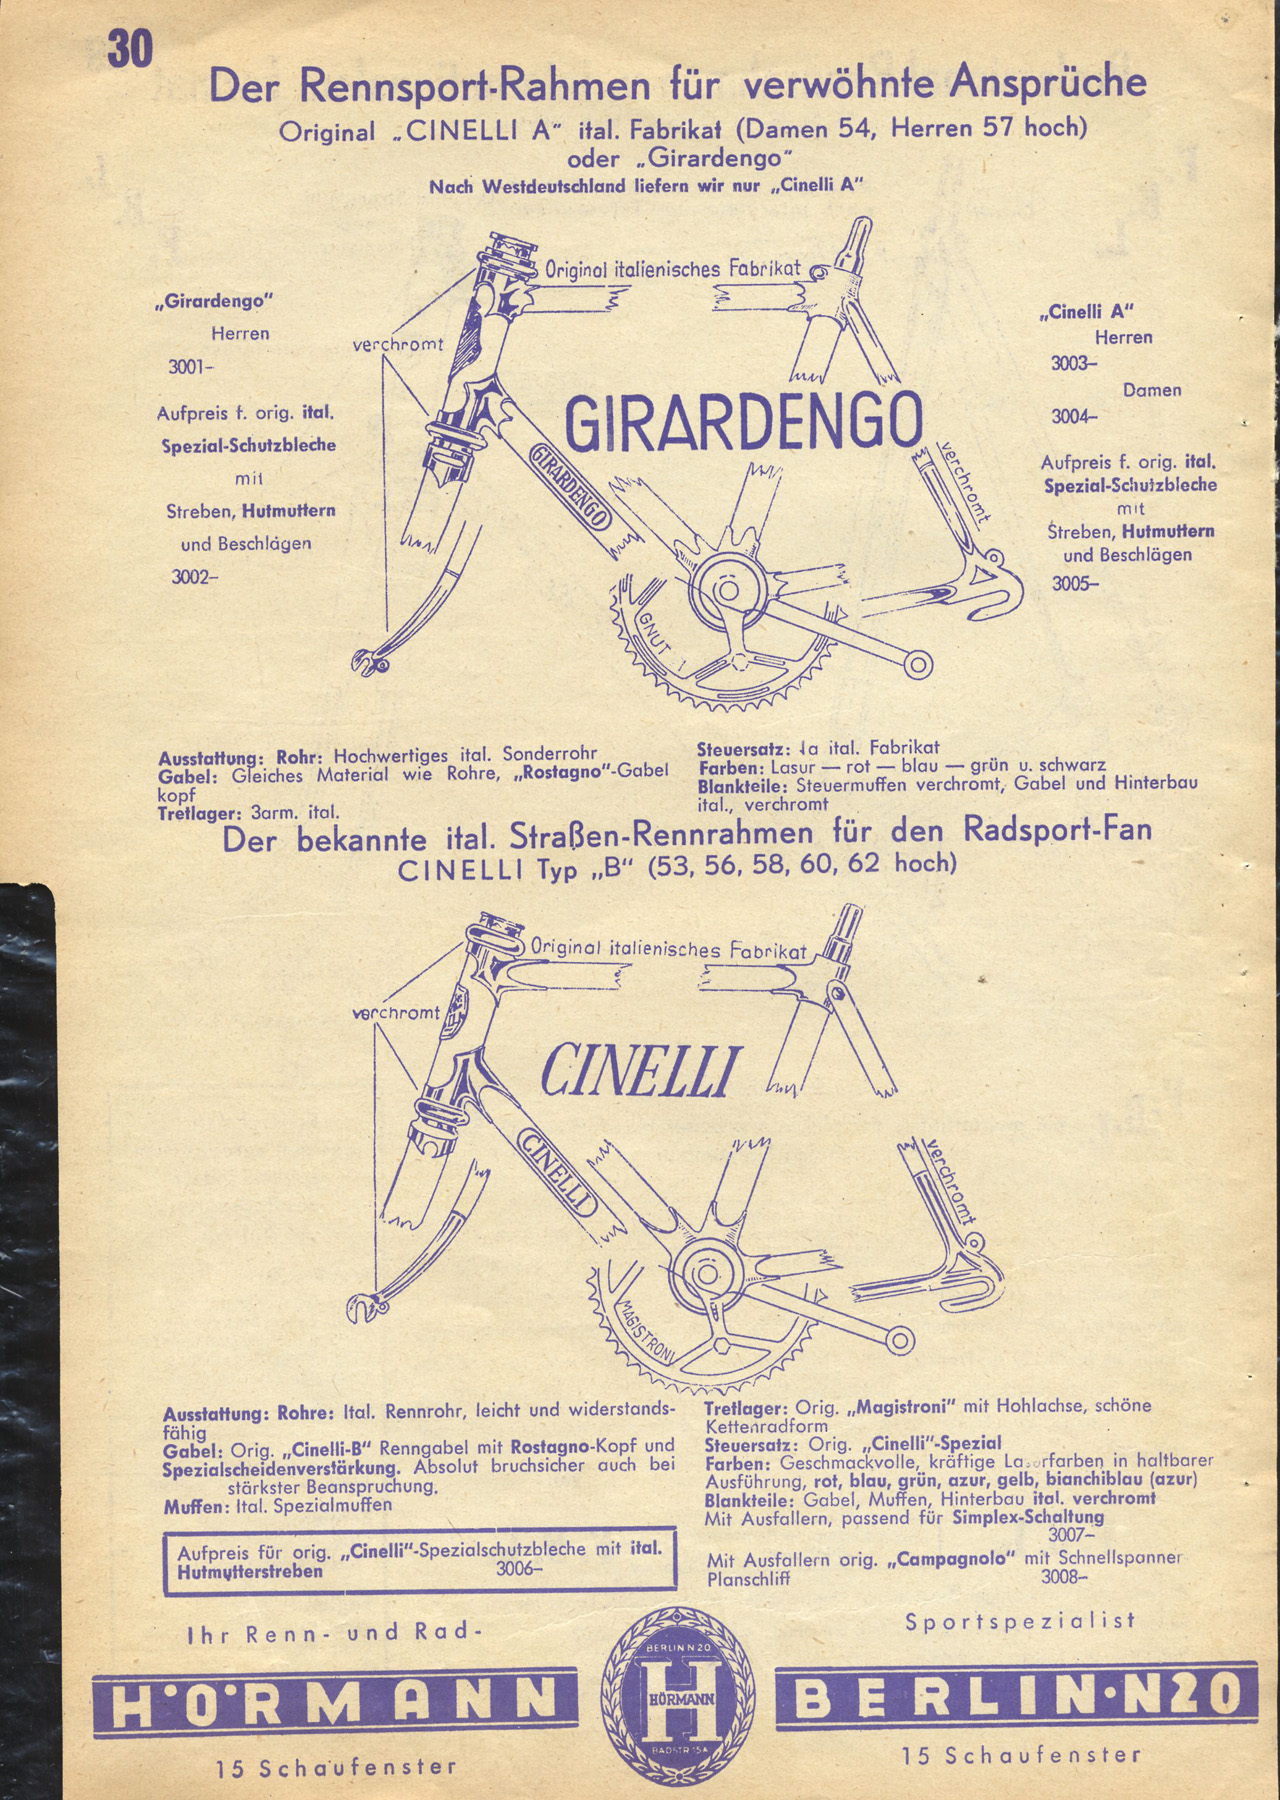 30
Der Rennsport-Rahmen für verwöhnte Ansprüche
Original „CINELLI A" ital. Fabrikat (Damen 54, Herren 57 hoch)
oder „Girardengo"
Nach Westdeutschland liefern wir nur „Cinelli A"
Original italienisches Fabrikat
verchromt
„Girardengo"
Herren
3001–
Aufpreis f. orig. ital.
Spezial-Schutzbleche
mit
Streben, Hutmuttern
und Beschlägen
3002–
GIRARDENGO
GIRARDENGO
GNUTTI
verchromt
„Cinelli A"
Herren
3003–
Damen
3004–
Aufpreis f. orig. ital.
Spezial-Schutzbleche
mit
Streben, Hutmuttern
und Beschlägen
3005–
Ausstattung: Rohr: Hochwertiges ital. Sonderrohr
Gabel: Gleiches Material wie Rohre, „Rostagno"-Gabel
kopf
Tretlager: 3arm. ital.
Steuersatz: Ia ital. Fabrikat
Farben: Lasur — rot — blau — grün u. schwarz
Blankteile: Steuermuffen verchromt, Gabel und Hinterbau
ital., verchromt
Der bekannte ital. Straßen-Rennrahmen für den Radsport-Fan
CINELLI Typ „B" (53, 56, 58, 60, 62 hoch)
Original italienisches Fabrikat
verchromt
CINELLI
CINELLI
MAGISTRONI
verchromt
Ausstattung: Rohre: Ital. Rennrohr, leicht und widerstands-
fähig
Gabel: Orig. „Cinelli-B" Renngabel mit Rostagno-Kopf und
Spezialscheidenverstärkung. Absolut bruchsicher auch bei
stärkster Beanspruchung.
Muffen: Ital. Spezialmuffen
Aufpreis für orig. „Cinelli"-Spezialschutzbleche mit ital.
Hutmutterstreben 3006–
Tretlager: Orig. „Magistroni" mit Hohlachse, schöne
Kettenradform
Steuersatz: Orig. „Cinelli"-Spezial
Farben: Geschmackvolle, kräftige Lasurfarben in haltbarer
Ausführung, rot, blau, grün, azur, gelb, bianchiblau (azur)
Blankteile: Gabel, Muffen, Hinterbau ital. verchromt
Mit Ausfallern, passend für Simplex-Schaltung
3007–
Mit Ausfallern orig. „Campagnolo" mit Schnellspanner
Planschliff 3008–
Ihr Renn- und Rad-
Sportspezialist
HÖRMANN
BERLIN N 20
H
HÖRMANN
BADSTR 15A
BERLIN·N20
15 Schaufenster
15 Schaufenster